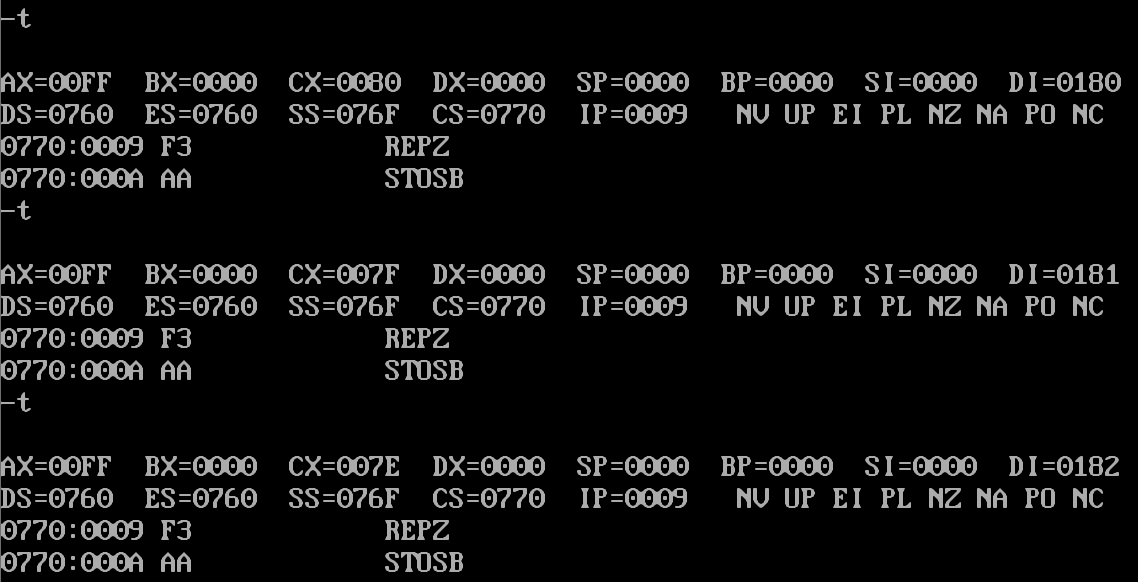 -t
AX=00FF BX=0000 CX=0080 DX=0000 SP=0000 BP=0000 SI=0000 DI=0180
DS=0760 ES=0760 SS=076F CS=0770 IP=0009 NV UP EI PL NZ NA PO NC
0770:0009 F3 REPZ
0770:000A AA STOSB
-t
AX=00FF BX=0000 CX=007F DX=0000 SP=0000 BP=0000 SI=0000 DI=0181
DS=0760 ES=0760 SS=076F CS=0770 IP=0009 NV UP EI PL NZ NA PO NC
0770:0009 F3 REPZ
0770:000A AA STOSB
-t
AX=00FF BX=0000 CX=007E DX=0000 SP=0000 BP=0000 SI=0000 DI=0182
DS=0760 ES=0760 SS=076F CS=0770 IP=0009 NV UP EI PL NZ NA PO NC
0770:0009 F3 REPZ
0770:000A AA STOSB